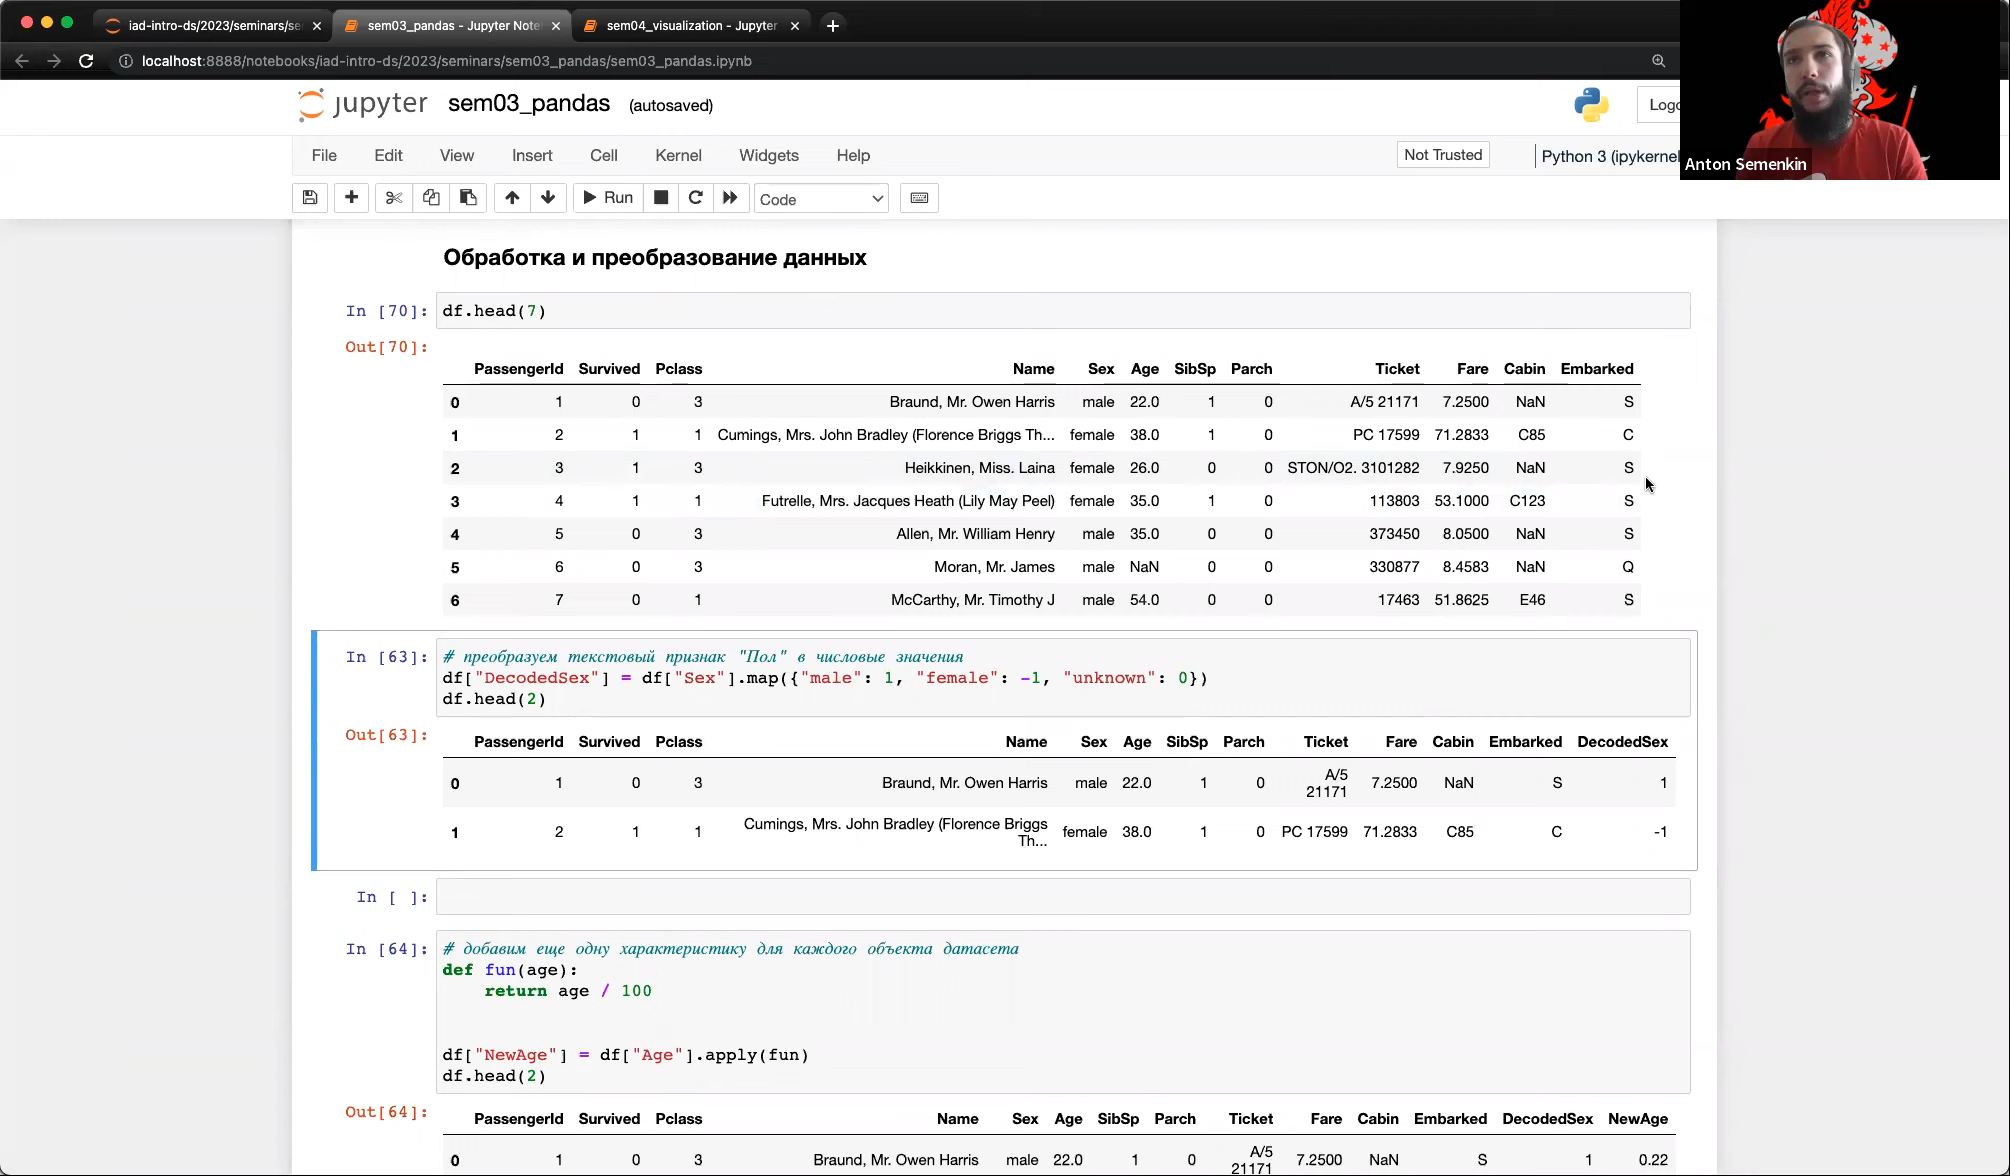 iad-intro-ds/2023/seminars/se
sem03_pandas - Jupyter Note
sem04_visualization - Jupyter
localhost:8888/notebooks/iad-intro-ds/2023/seminars/sem03_pandas/sem03_pandas.ipynb
jupyter sem03_pandas (autosaved)
Logo
File Edit View Insert Cell Kernel Widgets Help
Not Trusted
Python 3 (ipykernel
Anton Semenkin
Run
Code
Обработка и преобразование данных
In [70]: df.head(7)
Out[70]:
PassengerId Survived Pclass Name Sex Age SibSp Parch Ticket Fare Cabin Embarked
0 1 0 3 Braund, Mr. Owen Harris male 22.0 1 0 A/5 21171 7.2500 NaN S
1 2 1 1 Cumings, Mrs. John Bradley (Florence Briggs Th... female 38.0 1 0 PC 17599 71.2833 C85 C
2 3 1 3 Heikkinen, Miss. Laina female 26.0 0 0 STON/O2. 3101282 7.9250 NaN S
3 4 1 1 Futrelle, Mrs. Jacques Heath (Lily May Peel) female 35.0 1 0 113803 53.1000 C123 S
4 5 0 3 Allen, Mr. William Henry male 35.0 0 0 373450 8.0500 NaN S
5 6 0 3 Moran, Mr. James male NaN 0 0 330877 8.4583 NaN Q
6 7 0 1 McCarthy, Mr. Timothy J male 54.0 0 0 17463 51.8625 E46 S
In [63]: # преобразуем текстовый признак "Пол" в числовые значения
df["DecodedSex"] = df["Sex"].map({"male": 1, "female": -1, "unknown": 0})
df.head(2)
Out[63]:
PassengerId Survived Pclass Name Sex Age SibSp Parch Ticket Fare Cabin Embarked DecodedSex
0 1 0 3 Braund, Mr. Owen Harris male 22.0 1 0 A/5 21171 7.2500 NaN S 1
1 2 1 1 Cumings, Mrs. John Bradley (Florence Briggs Th... female 38.0 1 0 PC 17599 71.2833 C85 C -1
In [ ]:
In [64]: # добавим еще одну характеристику для каждого объекта датасета
def fun(age):
return age / 100
df["NewAge"] = df["Age"].apply(fun)
df.head(2)
Out[64]:
PassengerId Survived Pclass Name Sex Age SibSp Parch Ticket Fare Cabin Embarked DecodedSex NewAge
0 1 0 3 Braund, Mr. Owen Harris male 22.0 1 0 A/5 21171 7.2500 NaN S 1 0.22